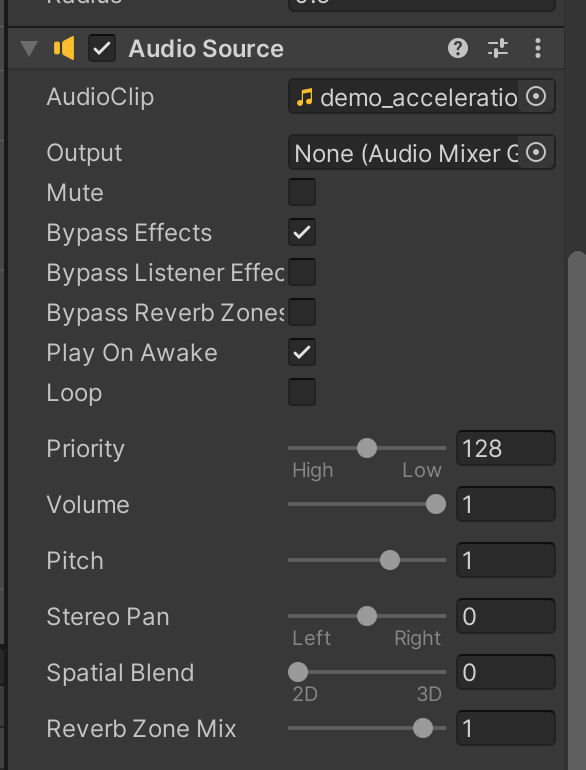 Audio Source
AudioClip
demo_acceleratio
Output
None (Audio Mixer G
Mute
Bypass Effects
Bypass Listener Effec
Bypass Reverb Zones
Play On Awake
Loop
Priority
128
High
Low
Volume
1
Pitch
1
Stereo Pan
0
Left
Right
Spatial Blend
0
2D
3D
Reverb Zone Mix
1